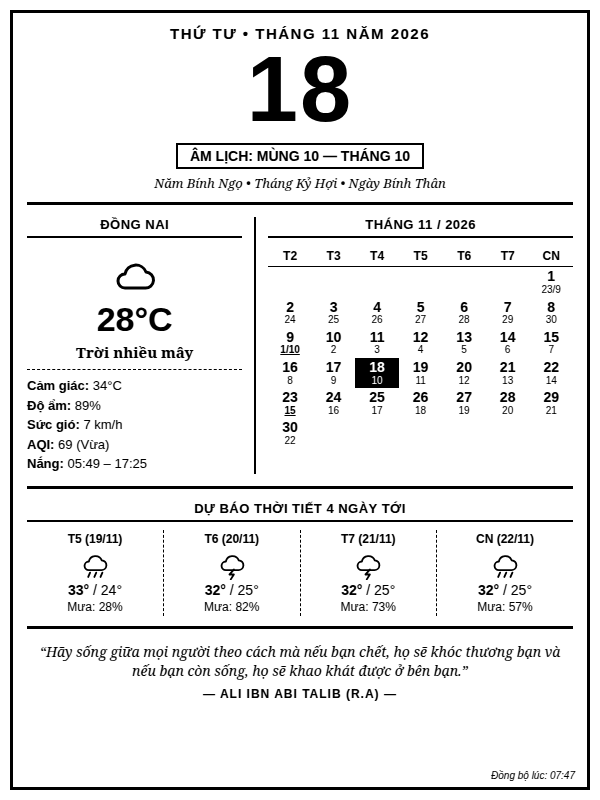 THỨ TƯ • THÁNG 11 NĂM 2026
18
ÂM LỊCH: MÙNG 10 — THÁNG 10
Năm Bính Ngọ • Tháng Kỷ Hợi • Ngày Bính Thân
ĐỒNG NAI
28°C
Trời nhiều mây
Cảm giác: 34°C
Độ ẩm: 89%
Sức gió: 7 km/h
AQI: 69 (Vừa)
Nắng: 05:49 – 17:25
THÁNG 11 / 2026
T2 T3 T4 T5 T6 T7 CN
1
23/9
2 3 4 5 6 7 8
24 25 26 27 28 29 30
9 10 11 12 13 14 15
1/10 2 3 4 5 6 7
16 17 18 19 20 21 22
8 9 10 11 12 13 14
23 24 25 26 27 28 29
15 16 17 18 19 20 21
30
22
DỰ BÁO THỜI TIẾT 4 NGÀY TỚI
T5 (19/11) T6 (20/11) T7 (21/11) CN (22/11)
33° / 24° 32° / 25° 32° / 25° 32° / 25°
Mưa: 28% Mưa: 82% Mưa: 73% Mưa: 57%
“Hãy sống giữa mọi người theo cách mà nếu bạn chết, họ sẽ khóc thương bạn và
nếu bạn còn sống, họ sẽ khao khát được ở bên bạn.”
— ALI IBN ABI TALIB (R.A) —
Đồng bộ lúc: 07:47